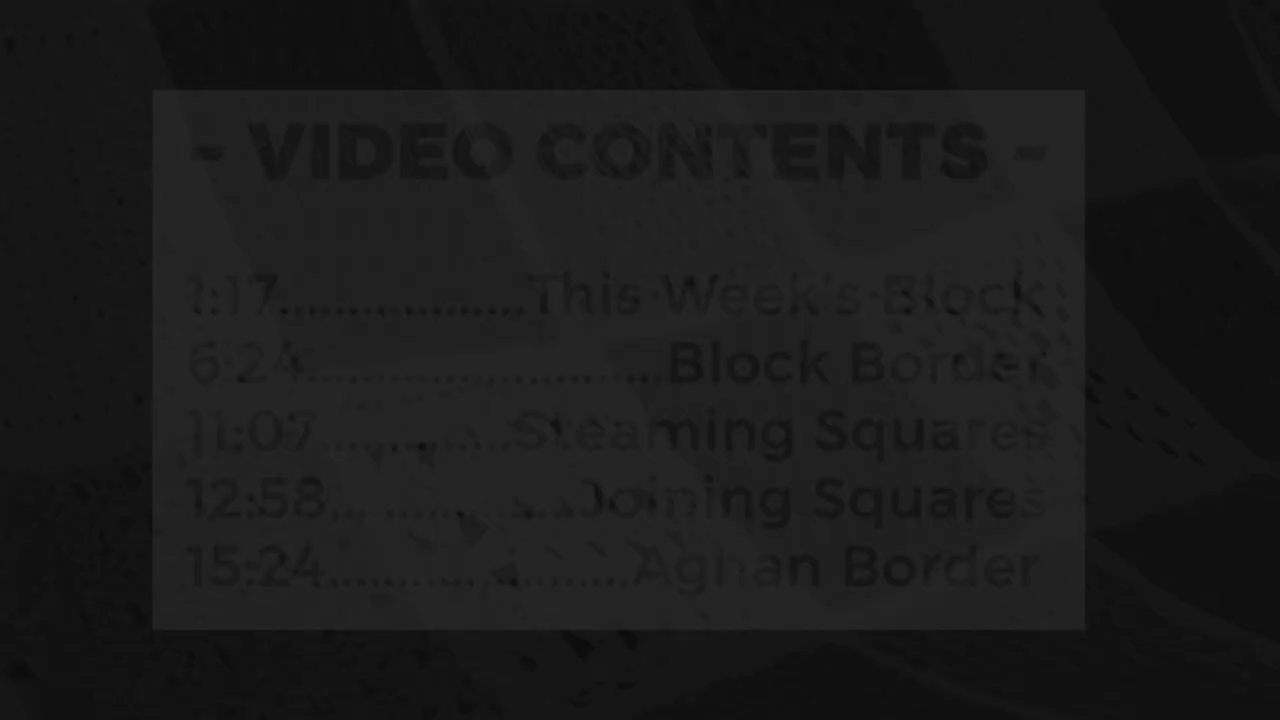 - VIDEO CONTENTS -
1:17..................This Week's Block
6:24..........................Block Border
11:07..............Steaming Squares
12:58..................Joining Squares
15:24......................Aghan Border